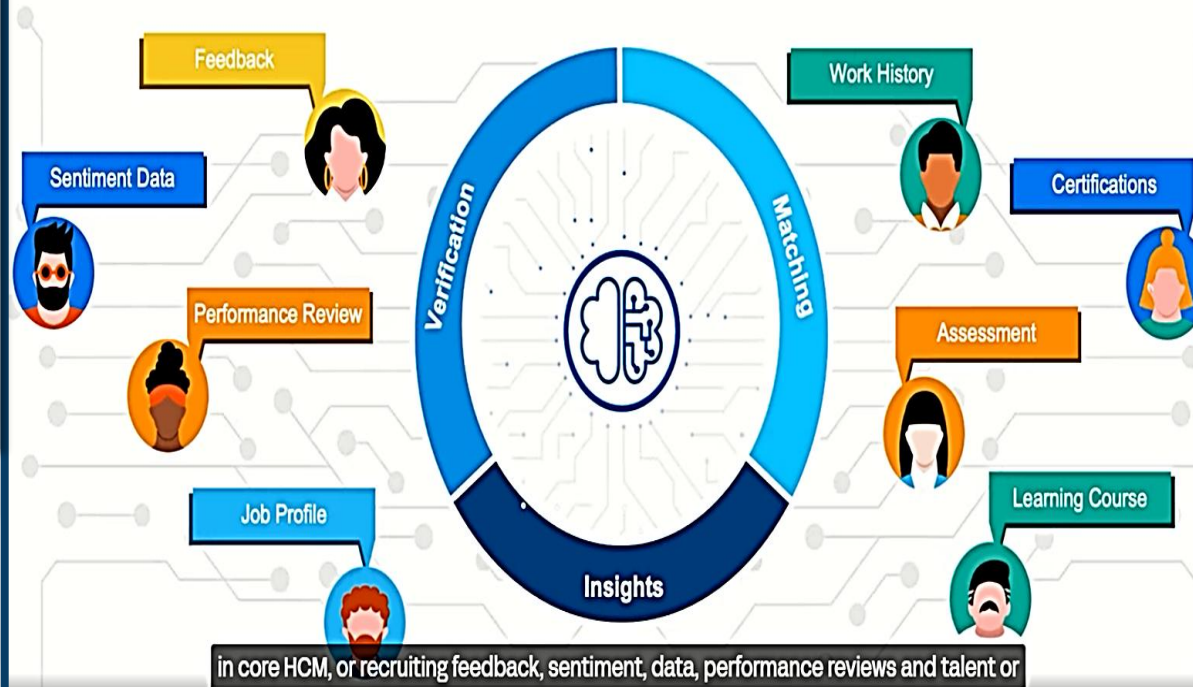 Feedback
Work History
Sentiment Data
Certifications
Verification
Matching
Performance Review
Assessment
Job Profile
Learning Course
Insights
in core HCM, or recruiting feedback, sentiment, data, performance reviews and talent or